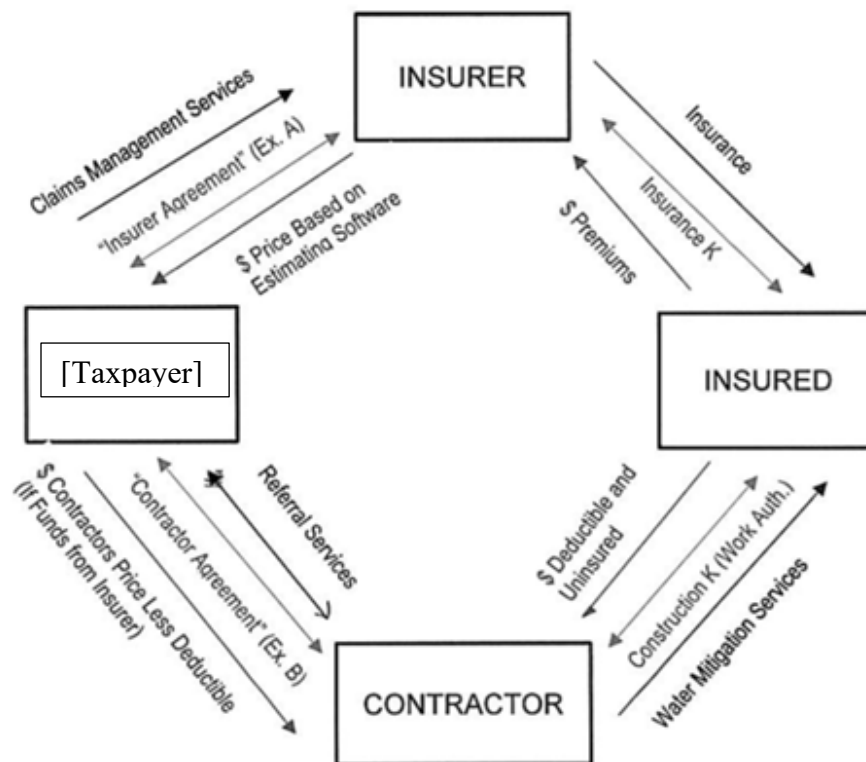 INSURER
Claims Management Services
"Insurer Agreement" (Ex. A)
$ Price Based on
Estimating Software
Insurance
Insurance K
$ Premiums
[Taxpayer]
INSURED
$ Contractors Price Less Deductible
(If Funds from Insurer)
"Contractor Agreement" (Ex. B)
Referral Services
$ Deductible and
Uninsured
Construction K (Work Auth.)
Water Mitigation Services
CONTRACTOR